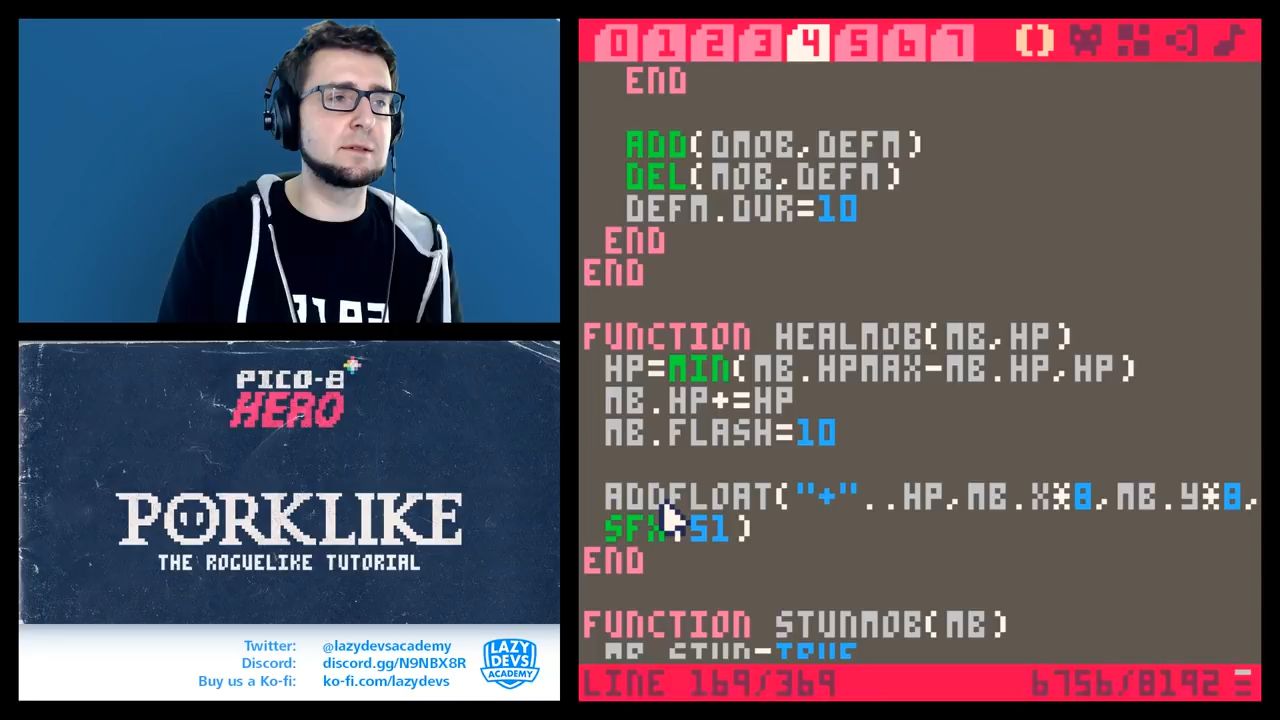 PICO-8
HERO
PORKLIKE
THE ROGUELIKE TUTORIAL
Twitter: @lazydevsacademy
Discord: discord.gg/N9NBX8R
Buy us a Ko-fi: ko-fi.com/lazydevs
LAZY
DEVS
ACADEMY
0 1 2 3 4 5 6 7
END
ADD(DMOB,DEFM)
DEL(MOB,DEFM)
DEFM.DUR=10
END
END
FUNCTION HEALMOB(MB,HP)
HP=MIN(MB.HPMAX-MB.HP,HP)
MB.HP+=HP
MB.FLASH=10
ADDFLOAT("+"..HP,MB.X*8,MB.Y*8,
51)
END
FUNCTION STUNMOB(MB)
MB.STUN=TRUE
LINE 169/369 6756/8192